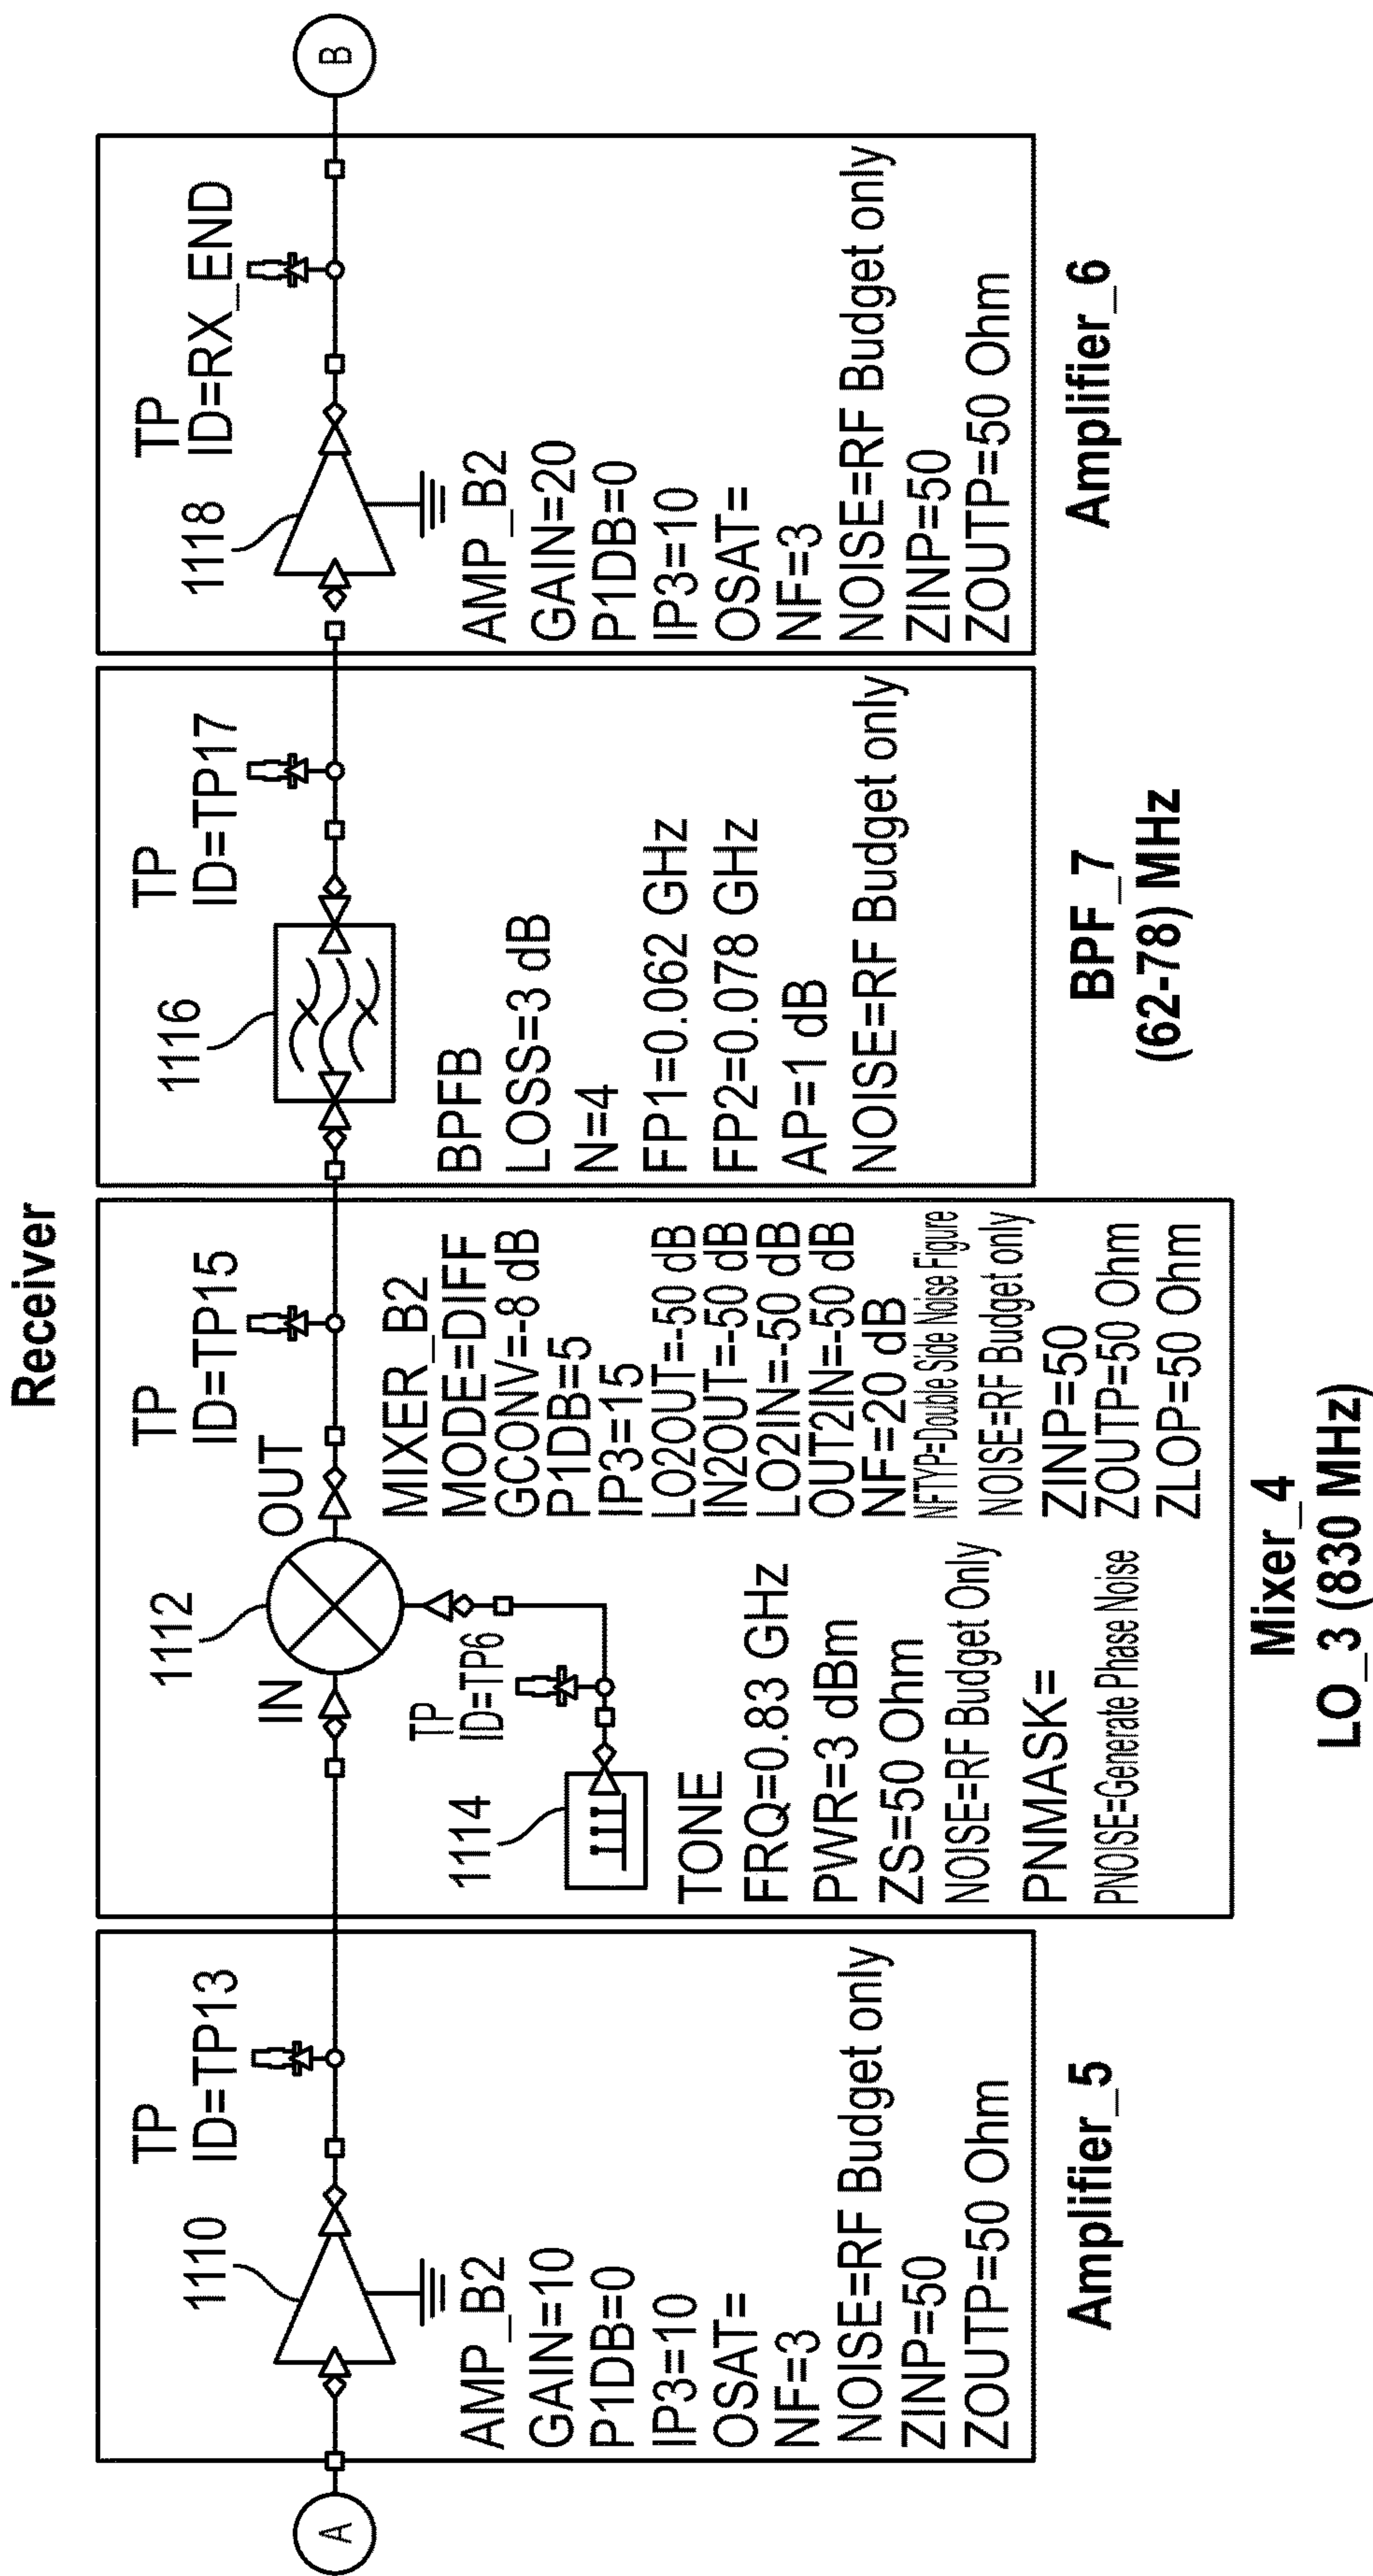 Receiver
A
TP
ID=TP13
1110
AMP_B2
GAIN=10
P1DB=0
IP3=10
OSAT=
NF=3
NOISE=RF Budget only
ZINP=50
ZOUTP=50 Ohm
Amplifier_5
TP
ID=TP15
1112
IN
OUT
TP
ID=TP6
1114
TONE
FRQ=0.83 GHz
PWR=3 dBm
ZS=50 Ohm
NOISE=RF Budget Only
PNMASK=
PNOISE=Generate Phase Noise
MIXER_B2
MODE=DIFF
GCONV=-8 dB
P1DB=5
IP3=15
LO2OUT=-50 dB
IN2OUT=-50 dB
LO2IN=-50 dB
OUT2IN=-50 dB
NF=20 dB
NFTYP=Double Side Noise Figure
NOISE=RF Budget only
ZINP=50
ZOUTP=50 Ohm
ZLOP=50 Ohm
Mixer_4
LO_3 (830 MHz)
TP
ID=TP17
1116
BPFB
LOSS=3 dB
N=4
FP1=0.062 GHz
FP2=0.078 GHz
AP=1 dB
NOISE=RF Budget only
BPF_7
(62-78) MHz
TP
ID=RX_END
1118
AMP_B2
GAIN=20
P1DB=0
IP3=10
OSAT=
NF=3
NOISE=RF Budget only
ZINP=50
ZOUTP=50 Ohm
Amplifier_6
B